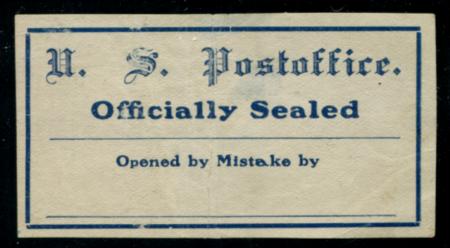 U. S. Postoffice.
Officially Sealed
Opened by Mistake by